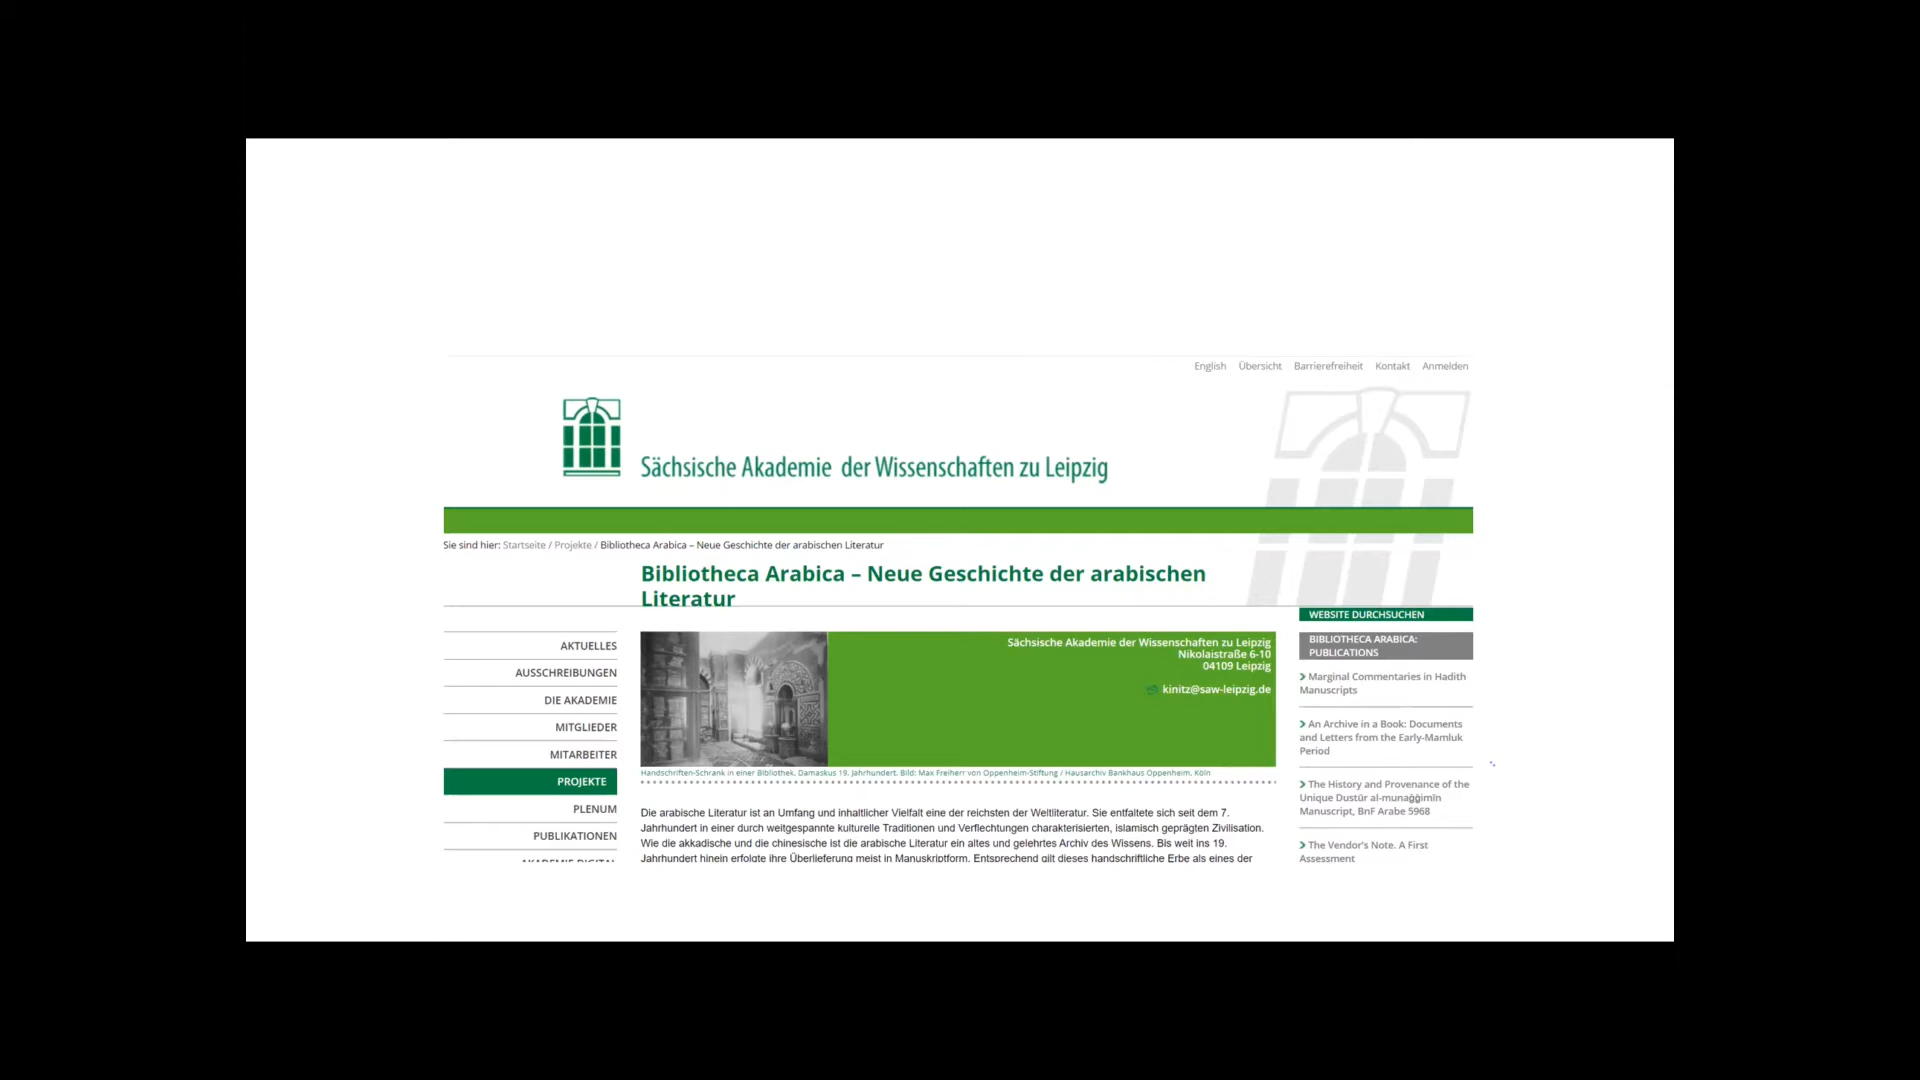 English Übersicht Barrierefreiheit Kontakt Anmelden
Sächsische Akademie der Wissenschaften zu Leipzig
Sie sind hier: Startseite / Projekte / Bibliotheca Arabica – Neue Geschichte der arabischen Literatur
Bibliotheca Arabica – Neue Geschichte der arabischen
Literatur
AKTUELLES
AUSSCHREIBUNGEN
DIE AKADEMIE
MITGLIEDER
MITARBEITER
PROJEKTE
PLENUM
PUBLIKATIONEN
AKADEMIE DIGITAL
Sächsische Akademie der Wissenschaften zu Leipzig
Nikolaistraße 6-10
04109 Leipzig
kinitz@saw-leipzig.de
Handschriften-Schrank in einer Bibliothek, Damaskus 19. Jahrhundert. Bild: Max Freiherr von Oppenheim-Stiftung / Hausarchiv Bankhaus Oppenheim, Köln
Die arabische Literatur ist an Umfang und inhaltlicher Vielfalt eine der reichsten der Weltliteratur. Sie entfaltete sich seit dem 7.
Jahrhundert in einer durch weitgespannte kulturelle Traditionen und Verflechtungen charakterisierten, islamisch geprägten Zivilisation.
Wie die akkadische und die chinesische ist die arabische Literatur ein altes und gelehrtes Archiv des Wissens. Bis weit ins 19.
Jahrhundert hinein erfolgte ihre Überlieferung meist in Manuskriptform. Entsprechend gilt dieses handschriftliche Erbe als eines der
WEBSITE DURCHSUCHEN
BIBLIOTHECA ARABICA:
PUBLICATIONS
Marginal Commentaries in Hadith
Manuscripts
An Archive in a Book: Documents
and Letters from the Early-Mamluk
Period
The History and Provenance of the
Unique Dustūr al-munaǧǧimīn
Manuscript, BnF Arabe 5968
The Vendor's Note. A First
Assessment